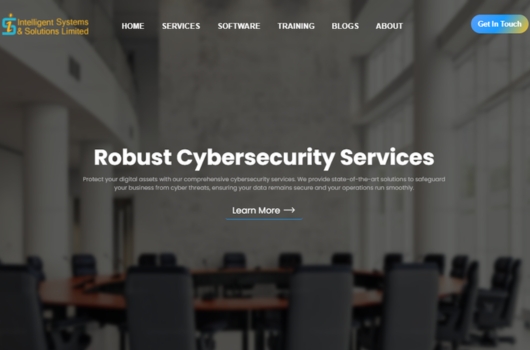 Intelligent Systems
& Solutions Limited
HOME SERVICES SOFTWARE TRAINING BLOGS ABOUT
Get In Touch
Robust Cybersecurity Services
Protect your digital assets with our comprehensive cybersecurity services. We provide state-of-the-art solutions to safeguard
your business from cyber threats, ensuring your data remains secure and your operations run smoothly.
Learn More